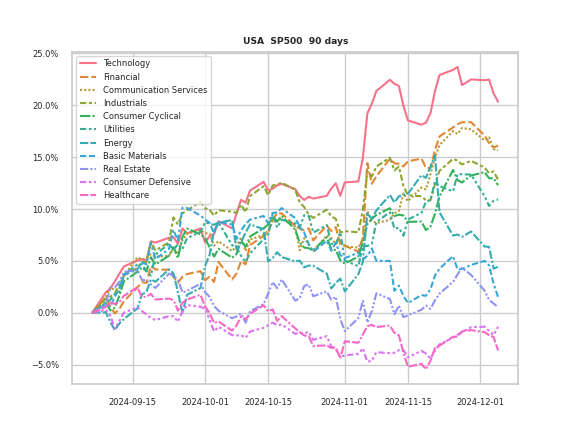 USA SP500 90 days
25.0%
20.0%
15.0%
10.0%
5.0%
0.0%
−5.0%
Technology
Financial
Communication Services
Industrials
Consumer Cyclical
Utilities
Energy
Basic Materials
Real Estate
Consumer Defensive
Healthcare
2024-09-15
2024-10-01
2024-10-15
2024-11-01
2024-11-15
2024-12-01